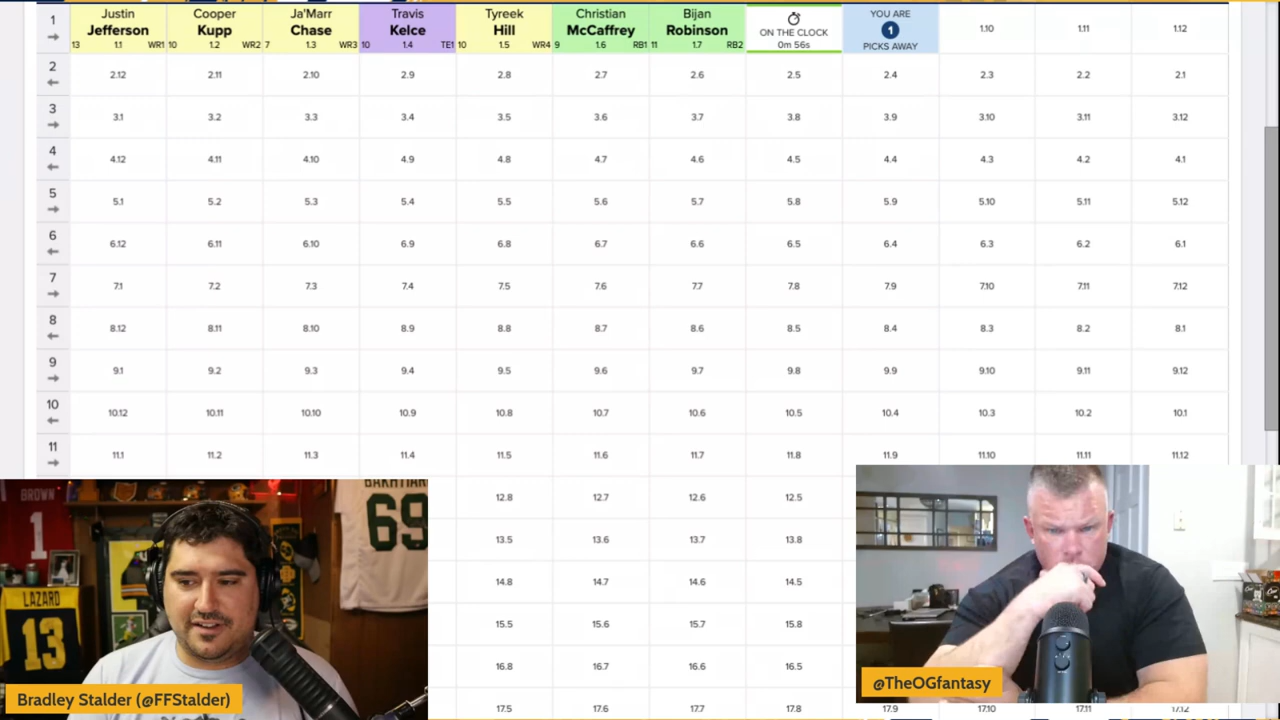 1 Justin Cooper Ja'Marr Travis Tyreek Christian Bijan YOU ARE
→ Jefferson Kupp Chase Kelce Hill McCaffrey Robinson ON THE CLOCK 1 1.10 1.11 1.12
13 1.1 WR1 10 1.2 WR2 7 1.3 WR3 10 1.4 TE1 10 1.5 WR4 9 1.6 RB1 11 1.7 RB2 0m 56s PICKS AWAY
2 ← 2.12 2.11 2.10 2.9 2.8 2.7 2.6 2.5 2.4 2.3 2.2 2.1
3 → 3.1 3.2 3.3 3.4 3.5 3.6 3.7 3.8 3.9 3.10 3.11 3.12
4 ← 4.12 4.11 4.10 4.9 4.8 4.7 4.6 4.5 4.4 4.3 4.2 4.1
5 → 5.1 5.2 5.3 5.4 5.5 5.6 5.7 5.8 5.9 5.10 5.11 5.12
6 ← 6.12 6.11 6.10 6.9 6.8 6.7 6.6 6.5 6.4 6.3 6.2 6.1
7 → 7.1 7.2 7.3 7.4 7.5 7.6 7.7 7.8 7.9 7.10 7.11 7.12
8 ← 8.12 8.11 8.10 8.9 8.8 8.7 8.6 8.5 8.4 8.3 8.2 8.1
9 → 9.1 9.2 9.3 9.4 9.5 9.6 9.7 9.8 9.9 9.10 9.11 9.12
10 ← 10.12 10.11 10.10 10.9 10.8 10.7 10.6 10.5 10.4 10.3 10.2 10.1
11 → 11.1 11.2 11.3 11.4 11.5 11.6 11.7 11.8 11.9 11.10 11.11 11.12
12.8 12.7 12.6 12.5
13.5 13.6 13.7 13.8
14.8 14.7 14.6 14.5
15.5 15.6 15.7 15.8
16.8 16.7 16.6 16.5
17.5 17.6 17.7 17.8 17.9 17.10 17.11 17.12
BROWN
1
BAKHTIARI
69
LAZARD
13
Bradley Stalder (@FFStalder)
@TheOGfantasy